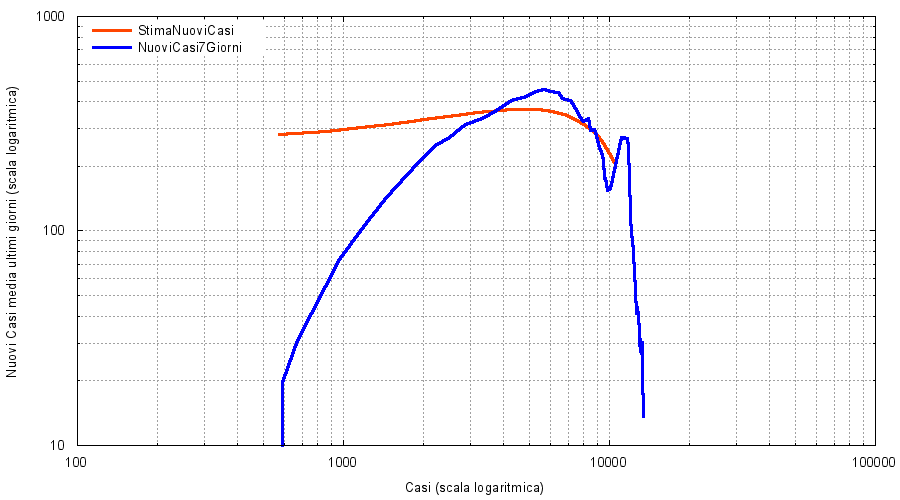 1000
StimaNuoviCasi
NuoviCasi7Giorni
100
10
Nuovi Casi media ultimi giorni (scala logaritmica)
100 1000 10000 100000
Casi (scala logaritmica)